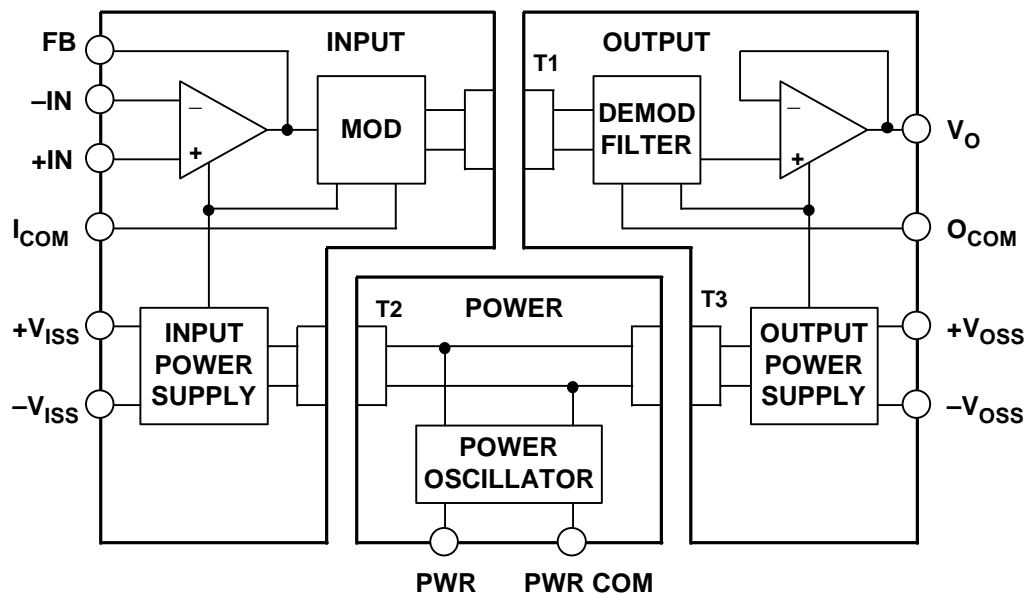 INPUT
OUTPUT
FB
–IN
+IN
ICOM
+VISS
–VISS
–
+
MOD
T1
DEMOD
FILTER
–
+
VO
OCOM
+VOSS
–VOSS
INPUT
POWER
SUPPLY
T2
POWER
T3
OUTPUT
POWER
SUPPLY
POWER
OSCILLATOR
PWR
PWR COM